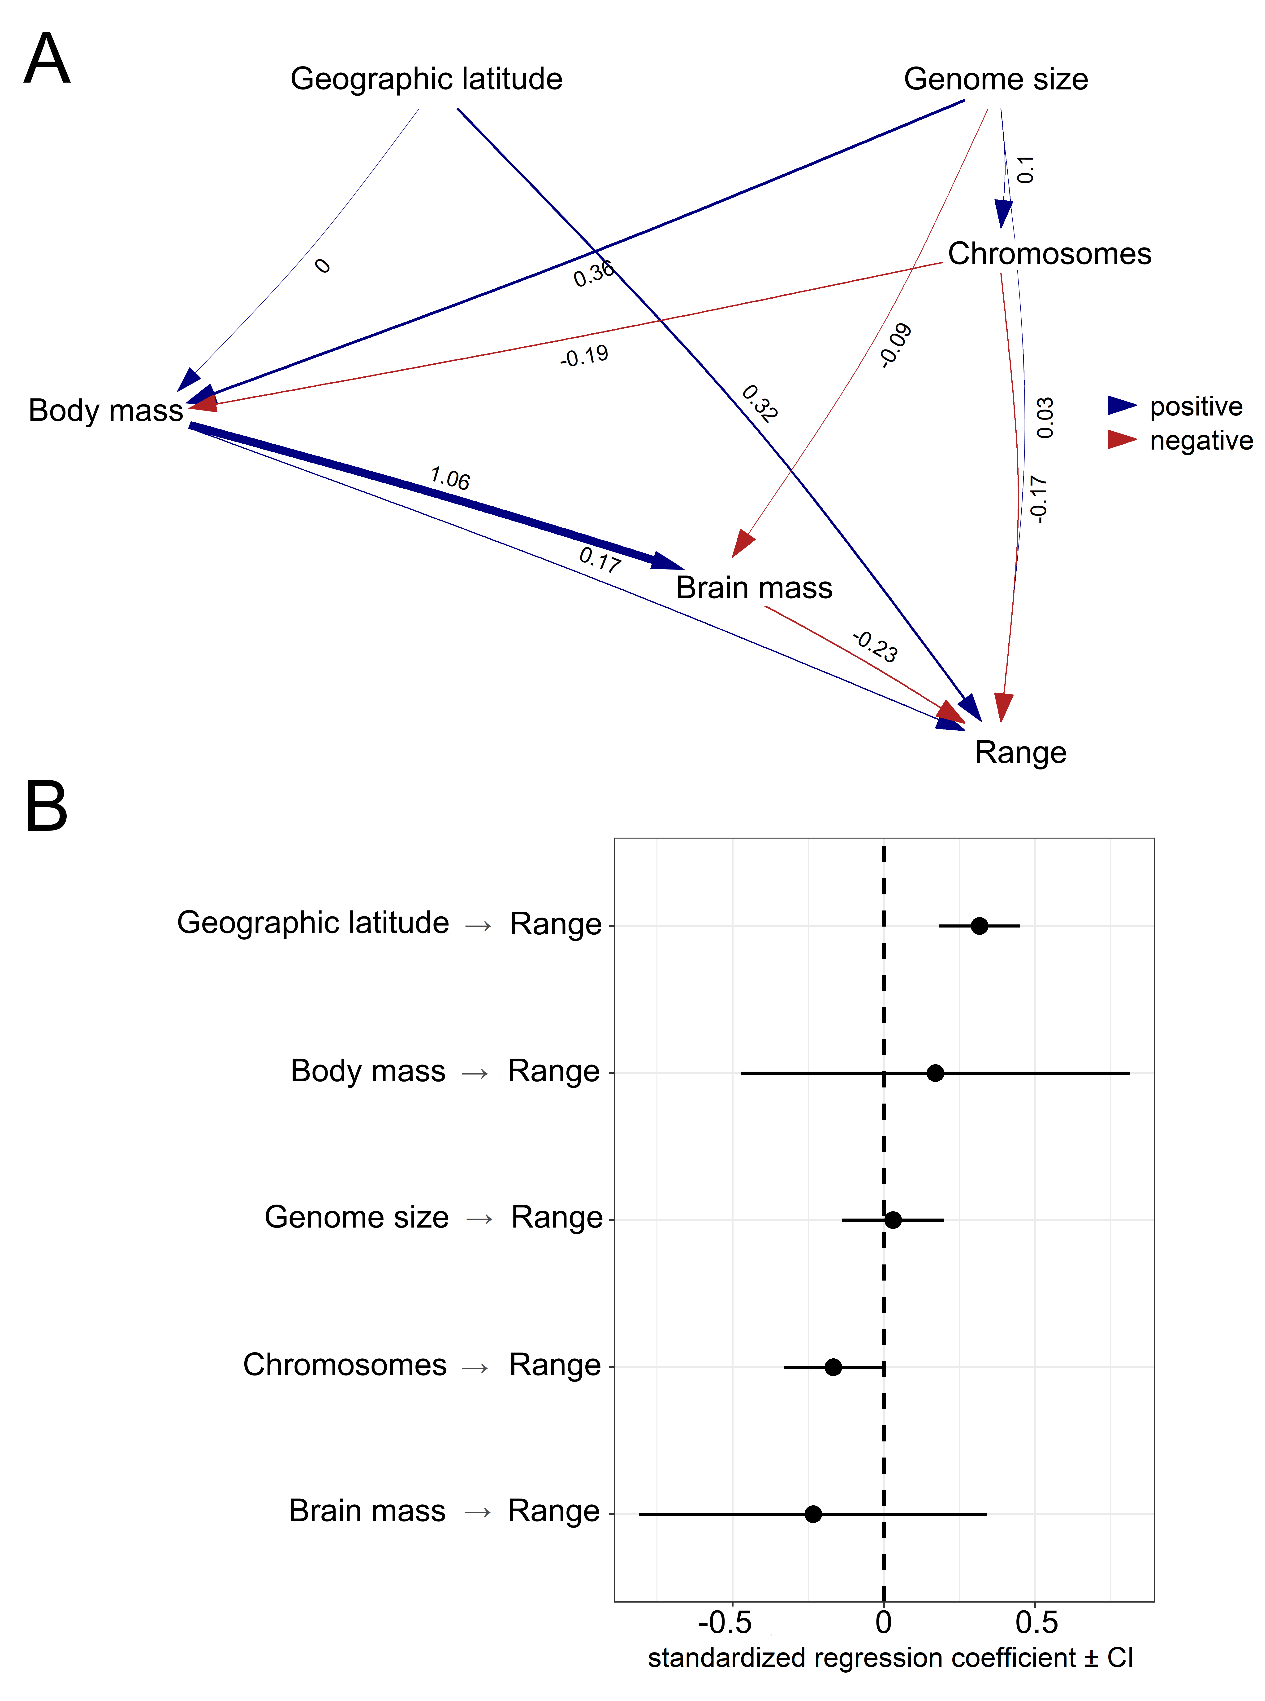 A
Geographic latitude
Genome size
0.1
Chromosomes
0
0.36
-0.19
-0.09
0.32
Body mass
positive
0.03
negative
1.06
-0.17
0.17
Brain mass
-0.23
Range
B
Geographic latitude → Range
Body mass → Range
Genome size → Range
Chromosomes → Range
Brain mass → Range
-0.5 0 0.5
standardized regression coefficient ± CI